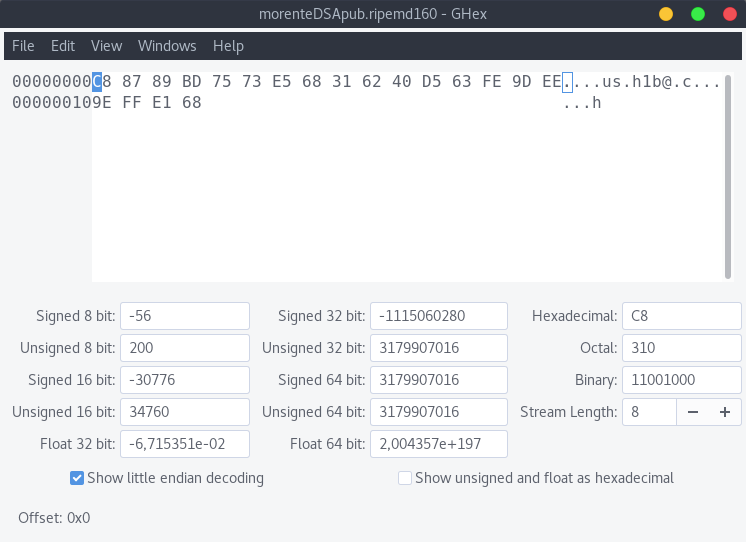 morenteDSApub.ripemd160 - GHex
File Edit View Windows Help
00000000C8 87 89 BD 75 73 E5 68 31 62 40 D5 63 FE 9D EE....us.h1b@.c...
000000109E FF E1 68 ...h
Signed 8 bit: -56 Signed 32 bit: -1115060280 Hexadecimal: C8
Unsigned 8 bit: 200 Unsigned 32 bit: 3179907016 Octal: 310
Signed 16 bit: -30776 Signed 64 bit: 3179907016 Binary: 11001000
Unsigned 16 bit: 34760 Unsigned 64 bit: 3179907016 Stream Length: 8 − +
Float 32 bit: -6,715351e-02 Float 64 bit: 2,004357e+197
Show little endian decoding Show unsigned and float as hexadecimal
Offset: 0x0